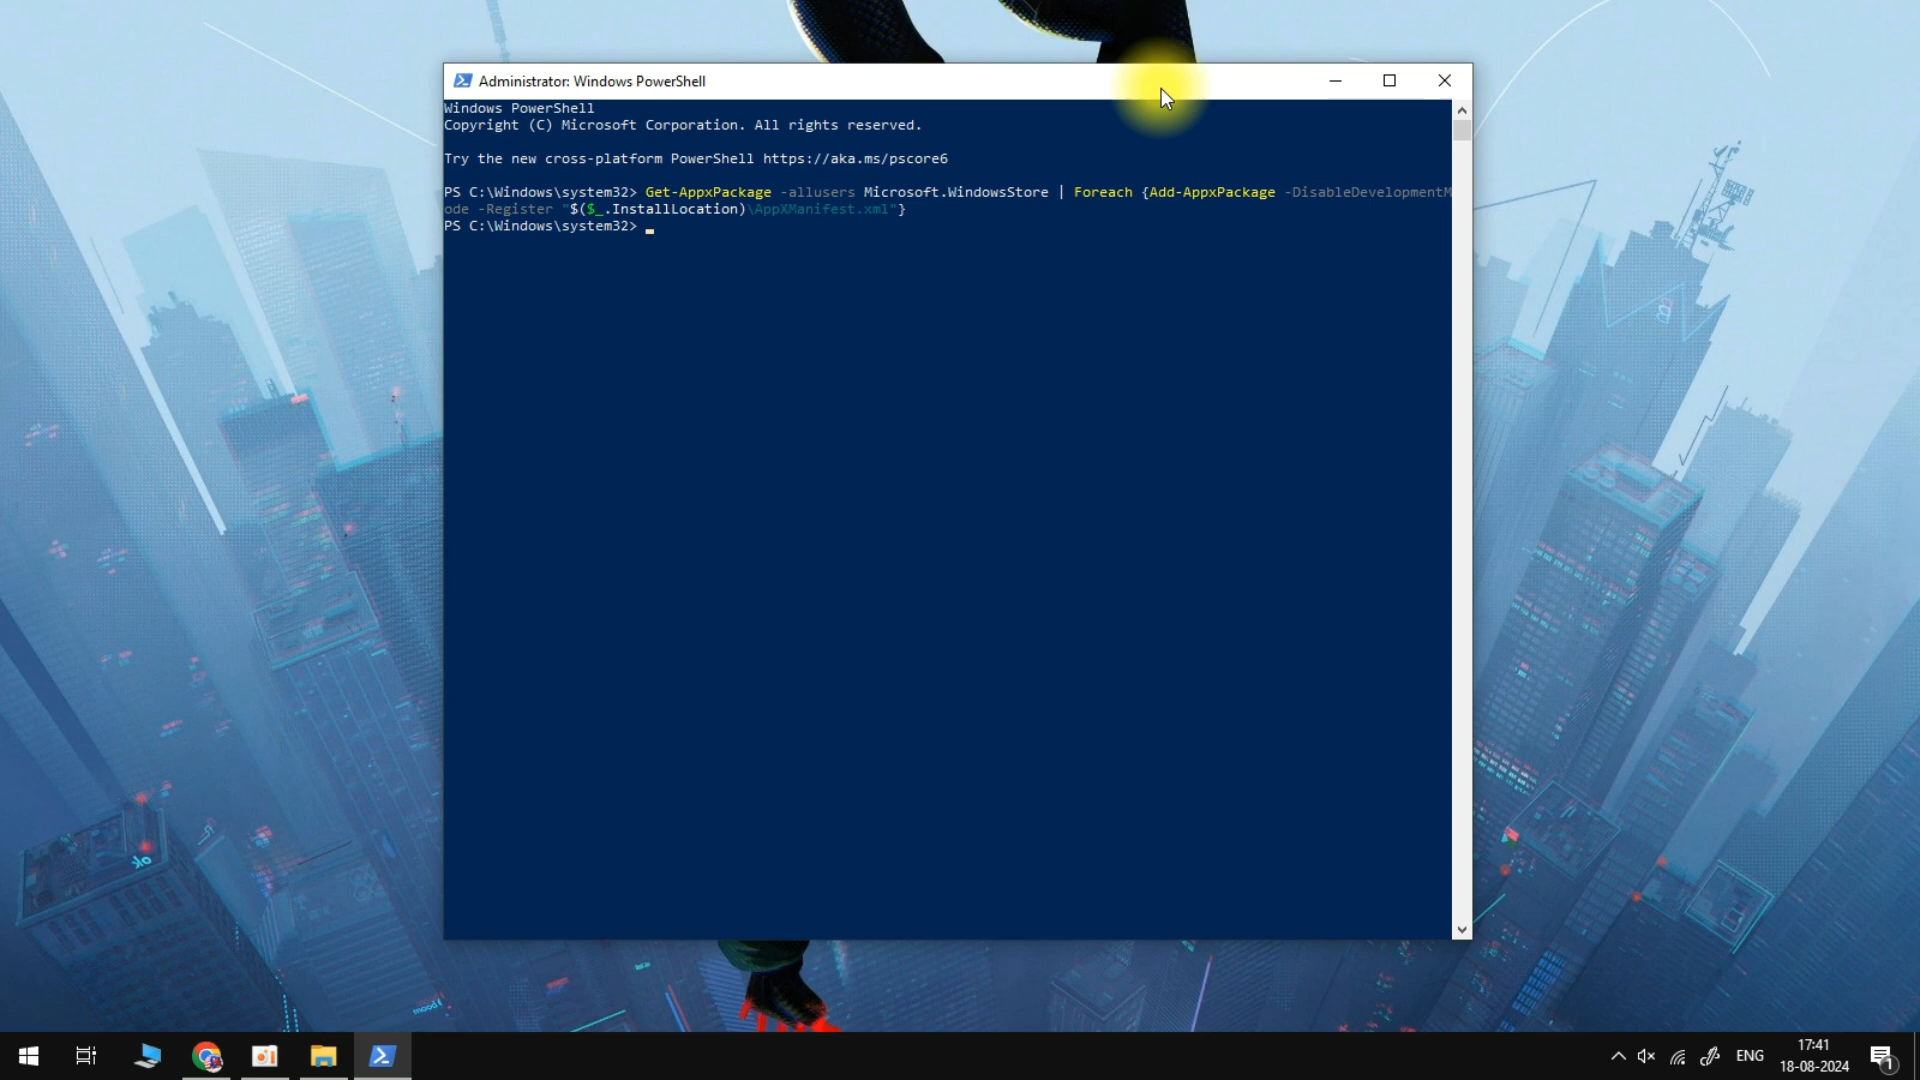 Administrator: Windows PowerShell
Windows PowerShell
Copyright (C) Microsoft Corporation. All rights reserved.
Try the new cross-platform PowerShell https://aka.ms/pscore6
PS C:\Windows\system32> Get-AppxPackage -allusers Microsoft.WindowsStore | Foreach {Add-AppxPackage -DisableDevelopmentM
ode -Register "$($_.InstallLocation)\AppXManifest.xml"}
PS C:\Windows\system32>
ENG
17:41
18-08-2024
1